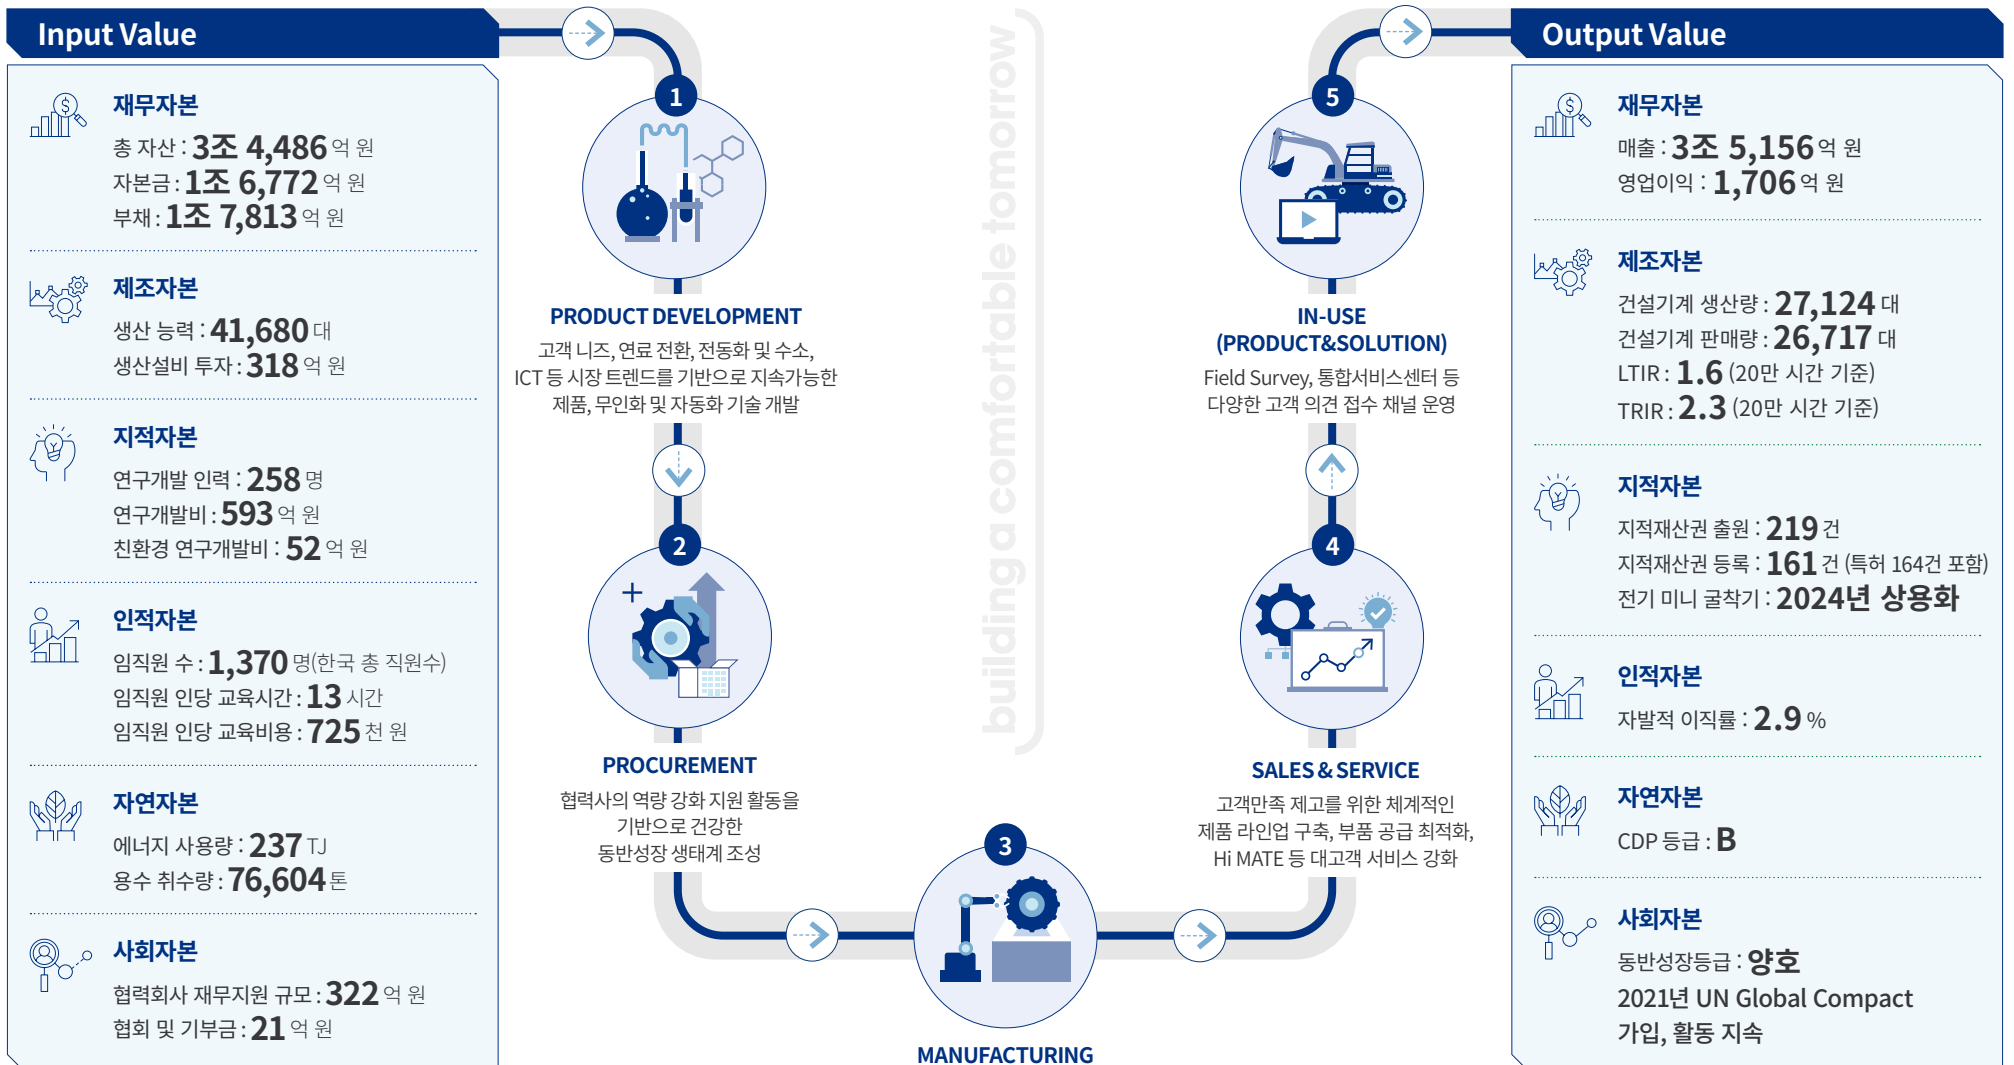 Input Value
재무자본
총 자산 : 3조 4,486 억 원
자본금 : 1조 6,772 억 원
부채 : 1조 7,813 억 원
제조자본
생산 능력 : 41,680 대
생산설비 투자 : 318 억 원
지적자본
연구개발 인력 : 258 명
연구개발비 : 593 억 원
친환경 연구개발비 : 52 억 원
인적자본
임직원 수 : 1,370 명(한국 총 직원수)
임직원 인당 교육시간 : 13 시간
임직원 인당 교육비용 : 725 천 원
자연자본
에너지 사용량 : 237 TJ
용수 취수량 : 76,604 톤
사회자본
협력회사 재무지원 규모 : 322 억 원
협회 및 기부금 : 21 억 원
1
PRODUCT DEVELOPMENT
고객 니즈, 연료 전환, 전동화 및 수소,
ICT 등 시장 트렌드를 기반으로 지속가능한
제품, 무인화 및 자동화 기술 개발
2
PROCUREMENT
협력사의 역량 강화 지원 활동을
기반으로 건강한
동반성장 생태계 조성
3
MANUFACTURING
building a comfortable tomorrow
4
SALES & SERVICE
고객만족 제고를 위한 체계적인
제품 라인업 구축, 부품 공급 최적화,
Hi MATE 등 대고객 서비스 강화
5
IN-USE
(PRODUCT&SOLUTION)
Field Survey, 통합서비스센터 등
다양한 고객 의견 접수 채널 운영
Output Value
재무자본
매출 : 3조 5,156 억 원
영업이익 : 1,706 억 원
제조자본
건설기계 생산량 : 27,124 대
건설기계 판매량 : 26,717 대
LTIR : 1.6 (20만 시간 기준)
TRIR : 2.3 (20만 시간 기준)
지적자본
지적재산권 출원 : 219 건
지적재산권 등록 : 161 건 (특허 164건 포함)
전기 미니 굴착기 : 2024년 상용화
인적자본
자발적 이직률 : 2.9 %
자연자본
CDP 등급 : B
사회자본
동반성장등급 : 양호
2021년 UN Global Compact
가입, 활동 지속